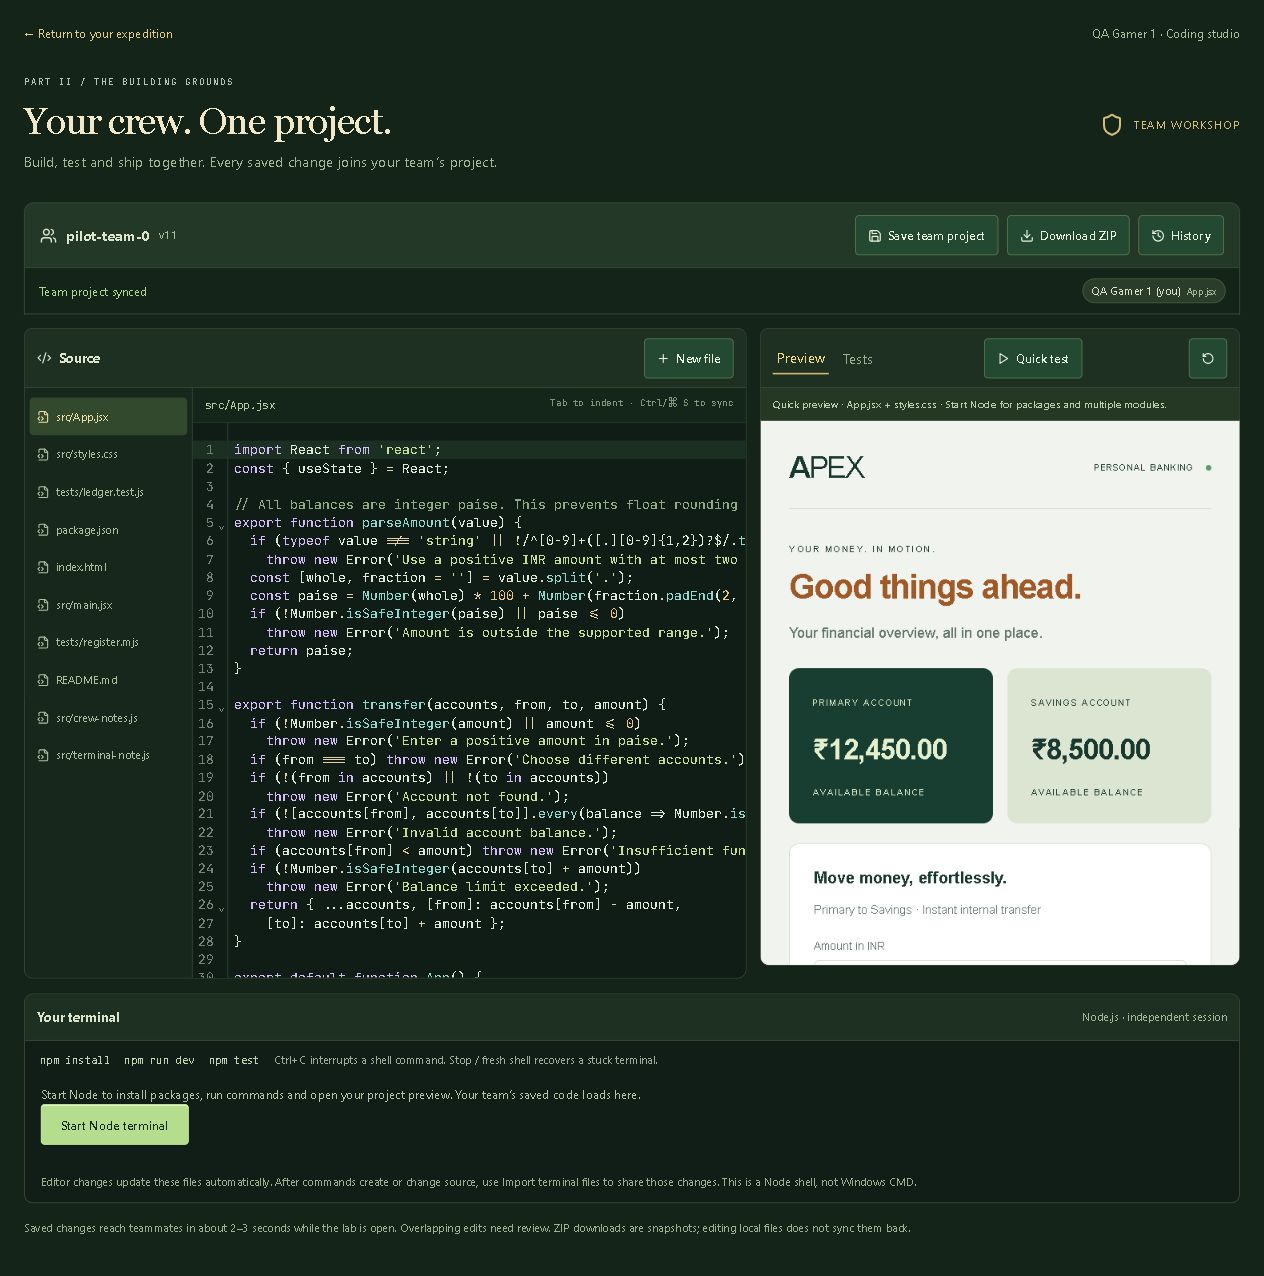 ← Return to your expedition
QA Gamer 1 · Coding studio
PART II / THE BUILDING GROUNDS
Your crew. One project.
TEAM WORKSHOP
Build, test and ship together. Every saved change joins your team's project.
pilot-team-0 v11
Save team project
Download ZIP
History
Team project synced
QA Gamer 1 (you) App.jsx
Source
New file
src/App.jsx
src/styles.css
tests/ledger.test.js
package.json
index.html
src/main.jsx
tests/register.mjs
README.md
src/crew-notes.js
src/terminal-note.js
src/App.jsx
Tab to indent · Ctrl/⌘ S to sync
1 import React from 'react';
2 const { useState } = React;
3
4 // All balances are integer paise. This prevents float rounding
5 export function parseAmount(value) {
6 if (typeof value !== 'string' || !/^[0-9]+([.][0-9]{1,2})?$/.t
7 throw new Error('Use a positive INR amount with at most two
8 const [whole, fraction = ''] = value.split('.');
9 const paise = Number(whole) * 100 + Number(fraction.padEnd(2,
10 if (!Number.isSafeInteger(paise) || paise <= 0)
11 throw new Error('Amount is outside the supported range.');
12 return paise;
13 }
14
15 export function transfer(accounts, from, to, amount) {
16 if (!Number.isSafeInteger(amount) || amount <= 0)
17 throw new Error('Enter a positive amount in paise.');
18 if (from === to) throw new Error('Choose different accounts.')
19 if (!(from in accounts) || !(to in accounts))
20 throw new Error('Account not found.');
21 if (![accounts[from], accounts[to]].every(balance => Number.is
22 throw new Error('Invalid account balance.');
23 if (accounts[from] < amount) throw new Error('Insufficient fun
24 if (!Number.isSafeInteger(accounts[to] + amount))
25 throw new Error('Balance limit exceeded.');
26 return { ...accounts, [from]: accounts[from] - amount,
27 [to]: accounts[to] + amount };
28 }
29
30 export default function App() {
Preview
Tests
Quick test
Quick preview · App.jsx + styles.css · Start Node for packages and multiple modules.
APEX
PERSONAL BANKING
YOUR MONEY. IN MOTION.
Good things ahead.
Your financial overview, all in one place.
PRIMARY ACCOUNT
₹12,450.00
AVAILABLE BALANCE
SAVINGS ACCOUNT
₹8,500.00
AVAILABLE BALANCE
Move money, effortlessly.
Primary to Savings · Instant internal transfer
Amount in INR
Your terminal
Node.js · independent session
npm install npm run dev npm test Ctrl+C interrupts a shell command. Stop / fresh shell recovers a stuck terminal.
Start Node to install packages, run commands and open your project preview. Your team's saved code loads here.
Start Node terminal
Editor changes update these files automatically. After commands create or change source, use Import terminal files to share those changes. This is a Node shell, not Windows CMD.
Saved changes reach teammates in about 2–3 seconds while the lab is open. Overlapping edits need review. ZIP downloads are snapshots; editing local files does not sync them back.